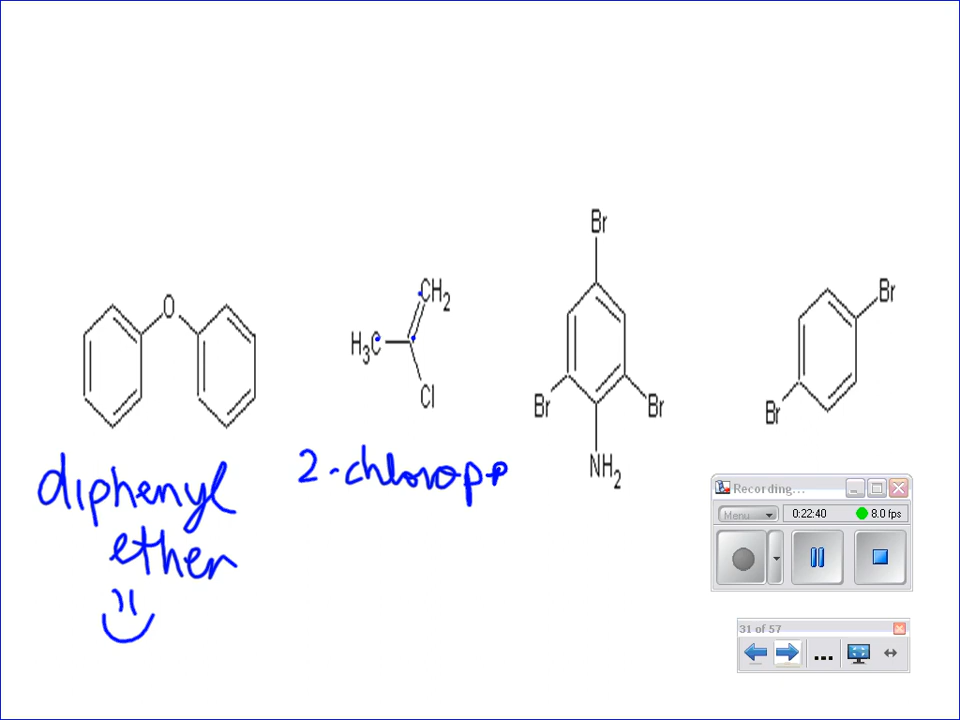 Br
O
CH2
Br
H3C
Cl
Br
Br
Br
NH2
diphenyl
ether
2-chlorop
Recording...
Menu
0:22:40
8.0 fps
31 of 57
...